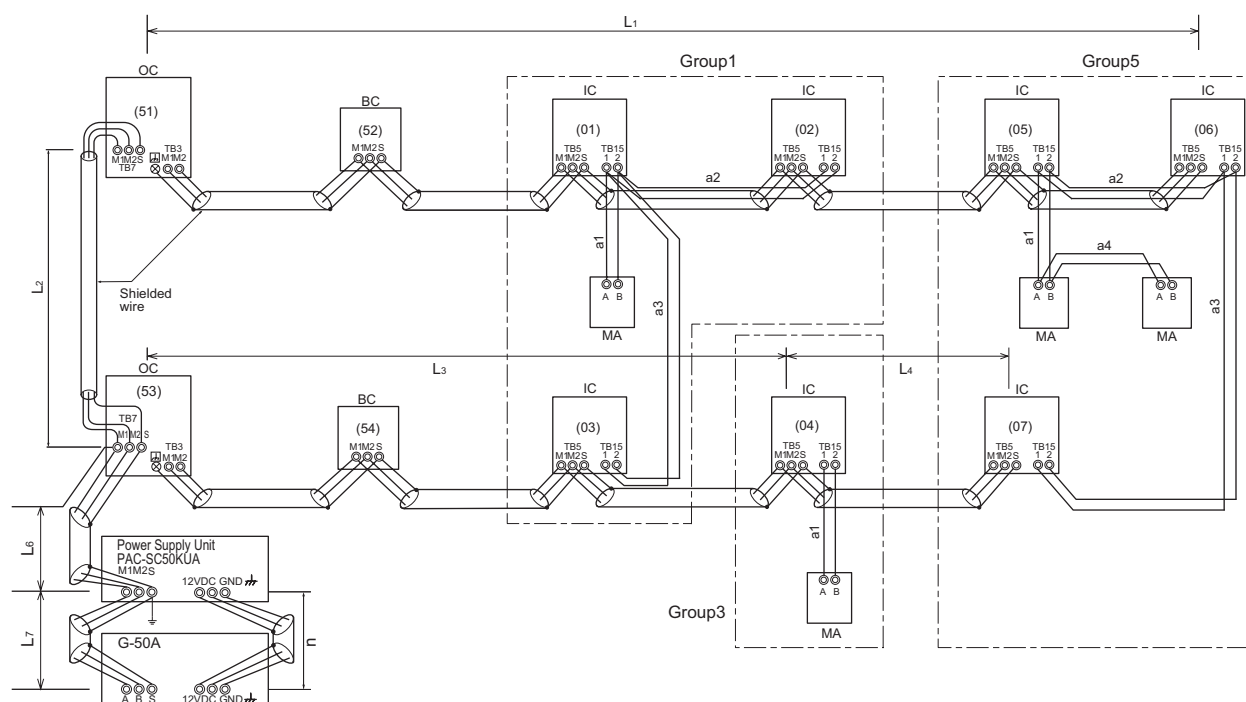 L1
Group1
Group5
OC
(51)
M1M2S
TB7
TB3
M1M2
BC
(52)
M1M2S
IC
(01)
TB5
M1M2S
TB15
1 2
IC
(02)
TB5
M1M2S
TB15
1 2
IC
(05)
TB5
M1M2S
TB15
1 2
IC
(06)
TB5
M1M2S
TB15
1 2
a2
a2
L2
Shielded
wire
a1
A B
MA
a3
a1
a4
A B
MA
A B
MA
a3
L3
L4
OC
(53)
TB7
M1M2 S
TB3
M1M2
BC
(54)
M1M2S
IC
(03)
TB5
M1M2S
TB15
1 2
IC
(04)
TB5
M1M2S
TB15
1 2
IC
(07)
TB5
M1M2S
TB15
1 2
a1
A B
MA
Group3
L6
Power Supply Unit
PAC-SC50KUA
M1M2S
12VDC GND
L7
n
G-50A
A B S
12VDC GND